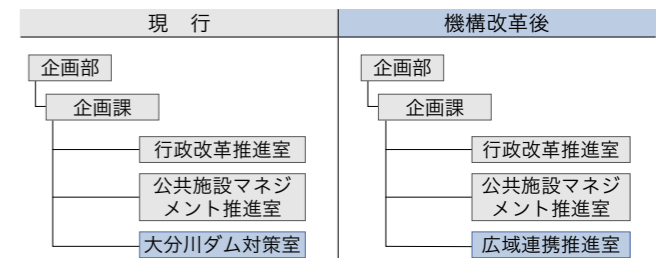 現　行
機構改革後
企画部
企画課
行政改革推進室
公共施設マネジ
メント推進室
大分川ダム対策室
企画部
企画課
行政改革推進室
公共施設マネジ
メント推進室
広域連携推進室